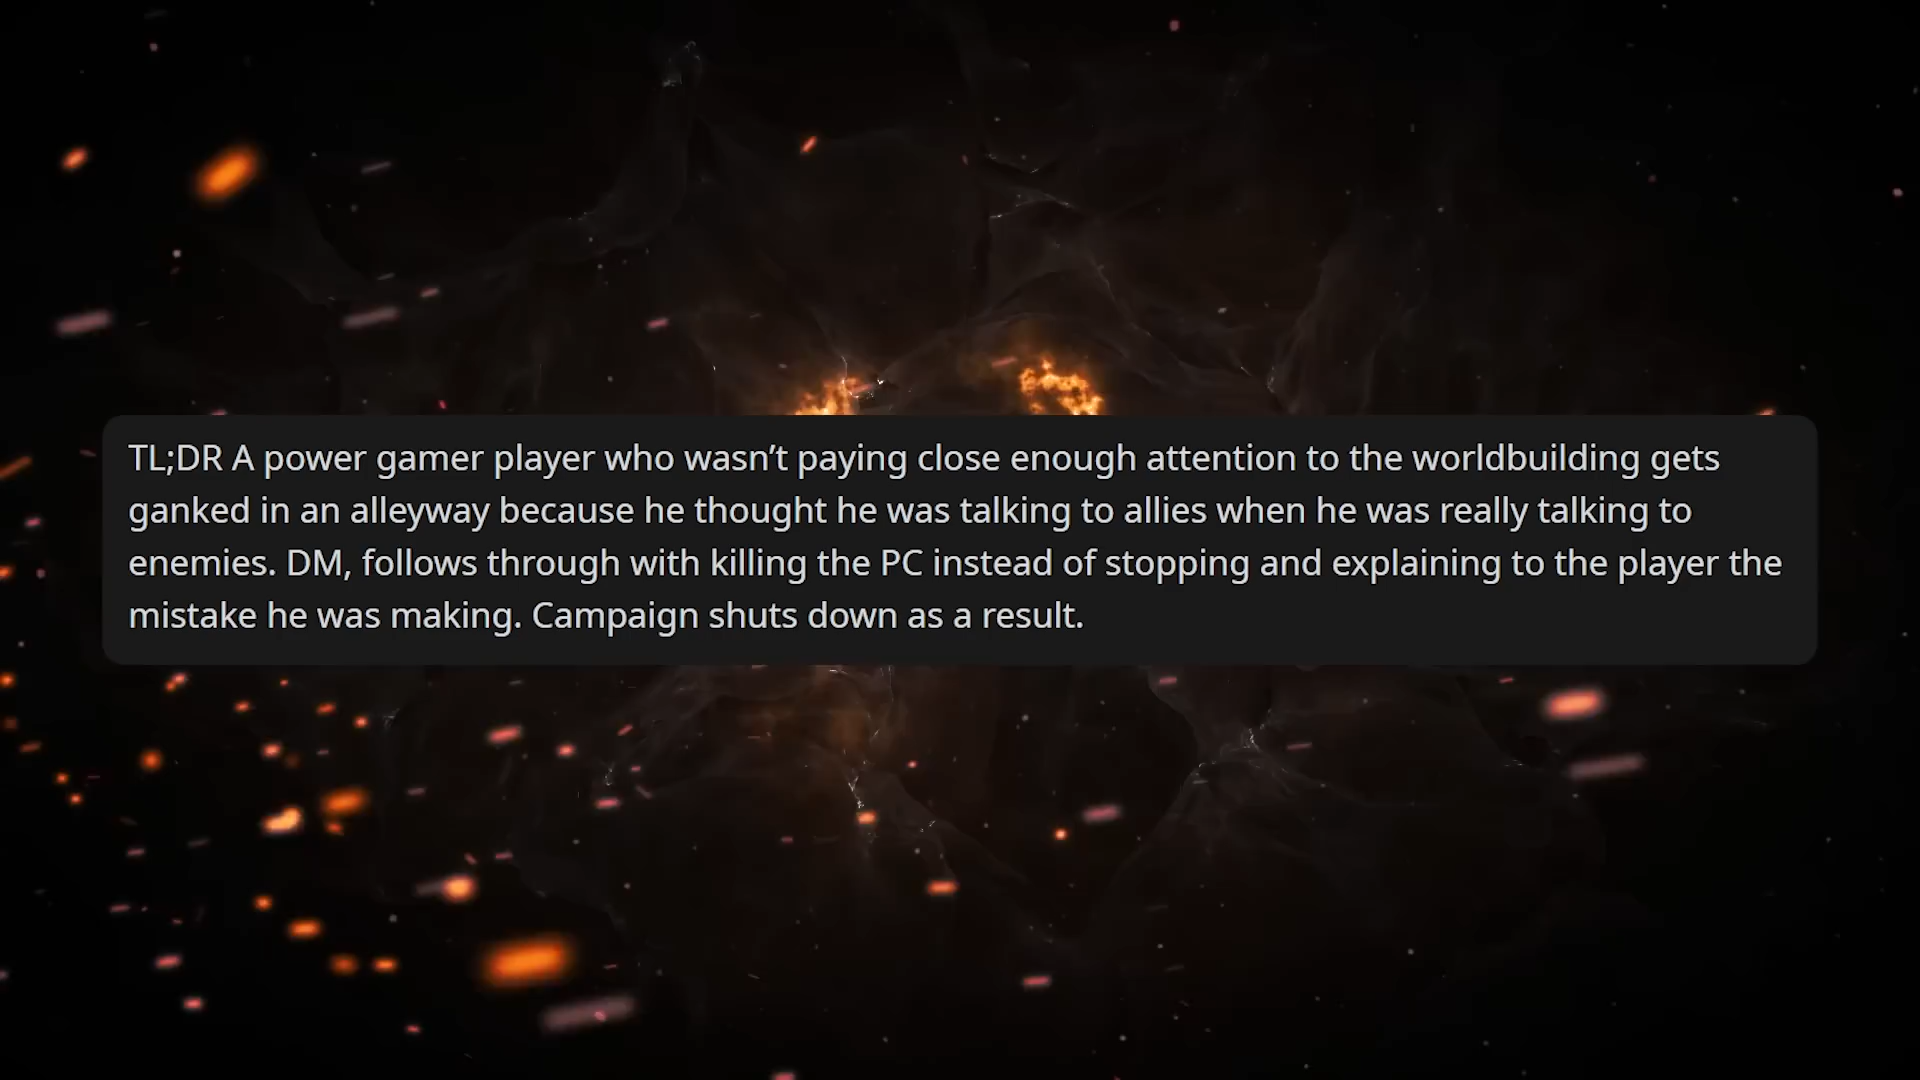 TL;DR A power gamer player who wasn’t paying close enough attention to the worldbuilding gets
ganked in an alleyway because he thought he was talking to allies when he was really talking to
enemies. DM, follows through with killing the PC instead of stopping and explaining to the player the
mistake he was making. Campaign shuts down as a result.